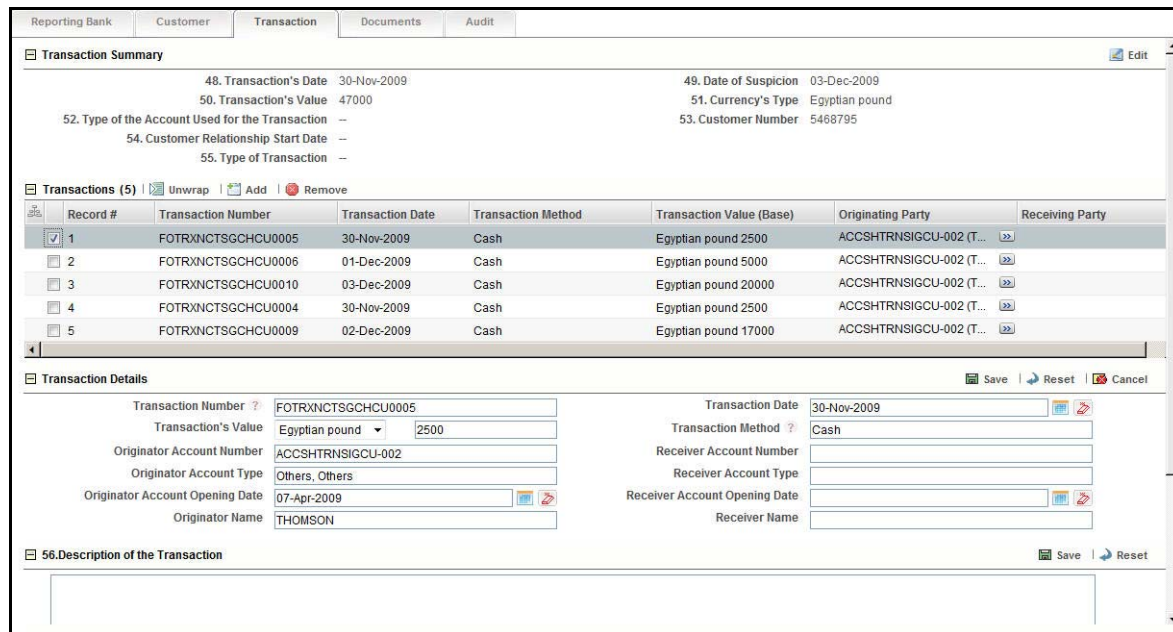 Reporting Bank Customer Transaction Documents Audit
Transaction Summary Edit
48. Transaction's Date 30-Nov-2009 49. Date of Suspicion 03-Dec-2009
50. Transaction's Value 47000 51. Currency's Type Egyptian pound
52. Type of the Account Used for the Transaction -- 53. Customer Number 5468795
54. Customer Relationship Start Date --
55. Type of Transaction --
Transactions (5) | Unwrap | Add | Remove
Record # Transaction Number Transaction Date Transaction Method Transaction Value (Base) Originating Party Receiving Party
1 FOTRXNCTSGCHCU0005 30-Nov-2009 Cash Egyptian pound 2500 ACCSHTRNSIGCU-002 (T... >>
2 FOTRXNCTSGCHCU0006 01-Dec-2009 Cash Egyptian pound 5000 ACCSHTRNSIGCU-002 (T... >>
3 FOTRXNCTSGCHCU0010 03-Dec-2009 Cash Egyptian pound 20000 ACCSHTRNSIGCU-002 (T... >>
4 FOTRXNCTSGCHCU0004 30-Nov-2009 Cash Egyptian pound 2500 ACCSHTRNSIGCU-002 (T... >>
5 FOTRXNCTSGCHCU0009 02-Dec-2009 Cash Egyptian pound 17000 ACCSHTRNSIGCU-002 (T... >>
Transaction Details Save | Reset | Cancel
Transaction Number ? FOTRXNCTSGCHCU0005 Transaction Date 30-Nov-2009
Transaction's Value Egyptian pound 2500 Transaction Method ? Cash
Originator Account Number ACCSHTRNSIGCU-002 Receiver Account Number
Originator Account Type Others, Others Receiver Account Type
Originator Account Opening Date 07-Apr-2009 Receiver Account Opening Date
Originator Name THOMSON Receiver Name
56.Description of the Transaction Save | Reset